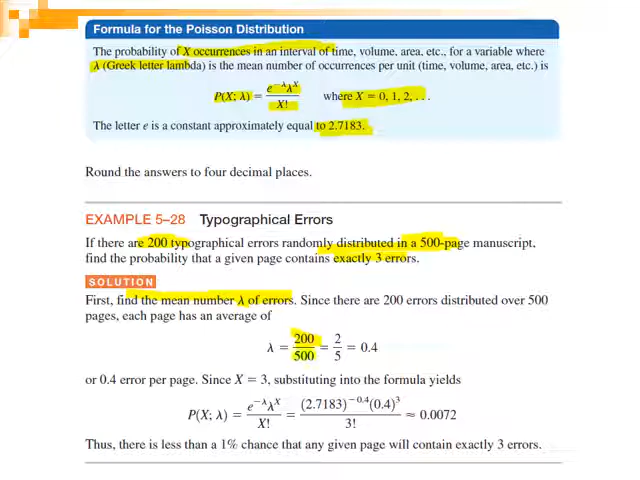 Formula for the Poisson Distribution
The probability of X occurrences in an interval of time, volume, area, etc., for a variable where
λ (Greek letter lambda) is the mean number of occurrences per unit (time, volume, area, etc.) is
P(X; λ) = e^−λ λ^X / X! where X = 0, 1, 2, . . .
The letter e is a constant approximately equal to 2.7183.
Round the answers to four decimal places.
EXAMPLE 5–28 Typographical Errors
If there are 200 typographical errors randomly distributed in a 500-page manuscript,
find the probability that a given page contains exactly 3 errors.
SOLUTION
First, find the mean number λ of errors. Since there are 200 errors distributed over 500
pages, each page has an average of
λ = 200/500 = 2/5 = 0.4
or 0.4 error per page. Since X = 3, substituting into the formula yields
P(X; λ) = e^−λ λ^X / X! = (2.7183)^−0.4 (0.4)^3 / 3! ≈ 0.0072
Thus, there is less than a 1% chance that any given page will contain exactly 3 errors.